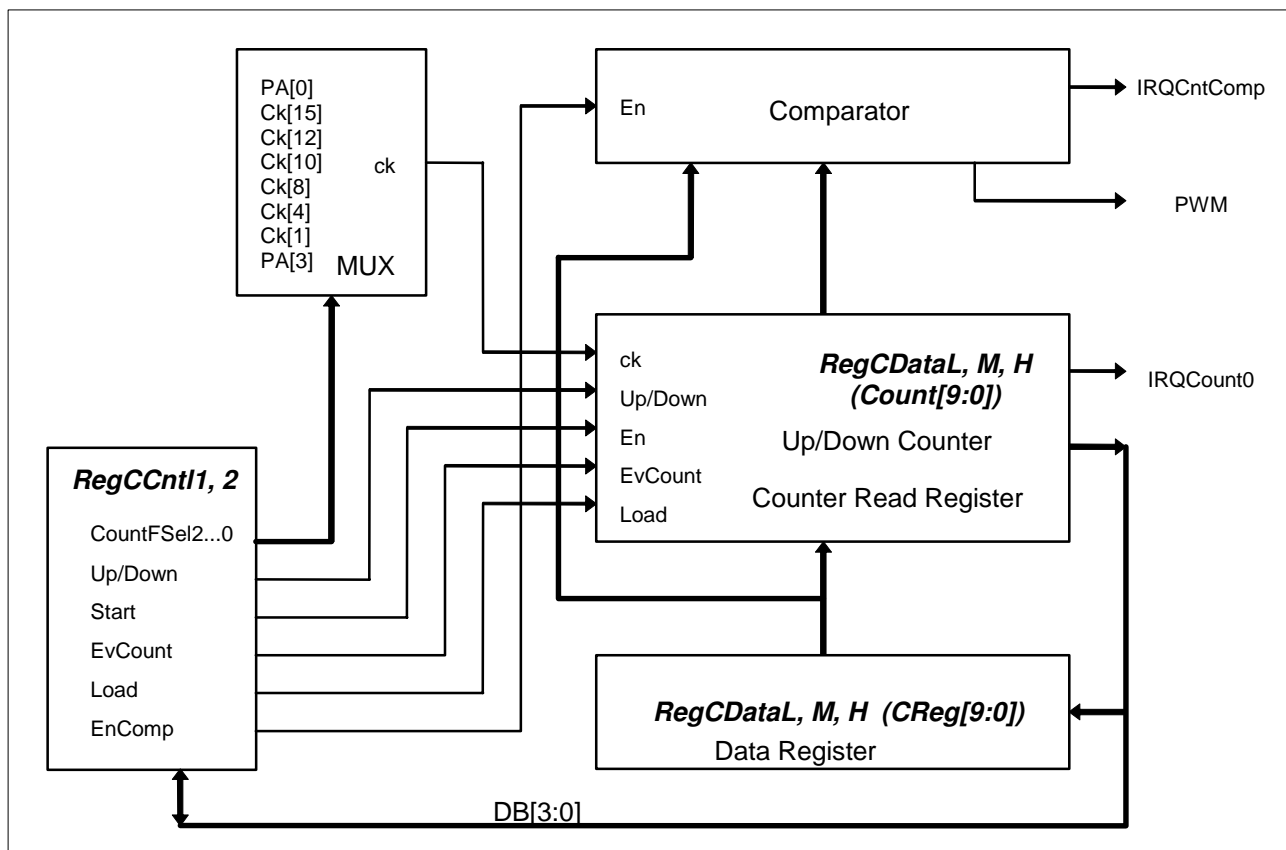 PA[0]
Ck[15]
Ck[12]
Ck[10]
Ck[8]
Ck[4]
Ck[1]
PA[3]
ck
MUX
En
Comparator
IRQCntComp
PWM
ck
Up/Down
En
EvCount
Load
RegCDataL, M, H
(Count[9:0])
Up/Down Counter
Counter Read Register
IRQCount0
RegCCntl1, 2
CountFSel2...0
Up/Down
Start
EvCount
Load
EnComp
RegCDataL, M, H (CReg[9:0])
Data Register
DB[3:0]